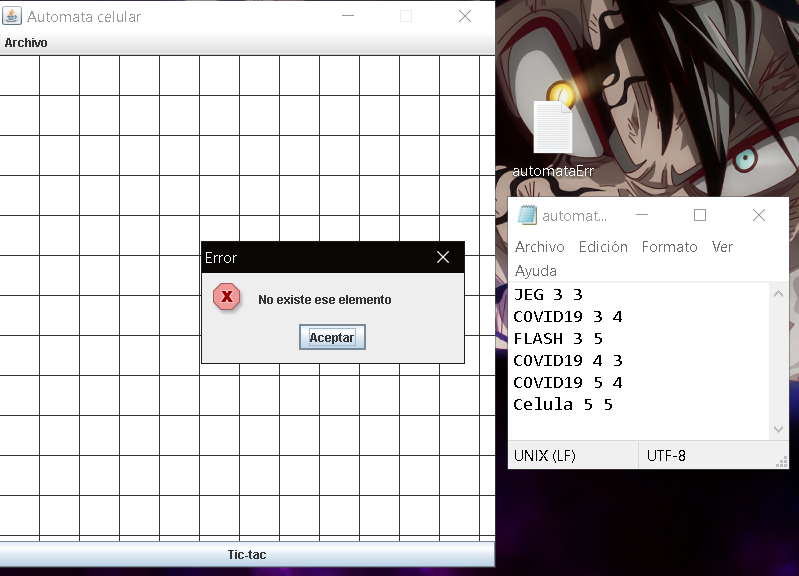 Automata celular
Archivo
Error
No existe ese elemento
Aceptar
Tic-tac
automataErr
automat...
Archivo Edición Formato Ver
Ayuda
JEG 3 3
COVID19 3 4
FLASH 3 5
COVID19 4 3
COVID19 5 4
Celula 5 5
UNIX (LF) UTF-8